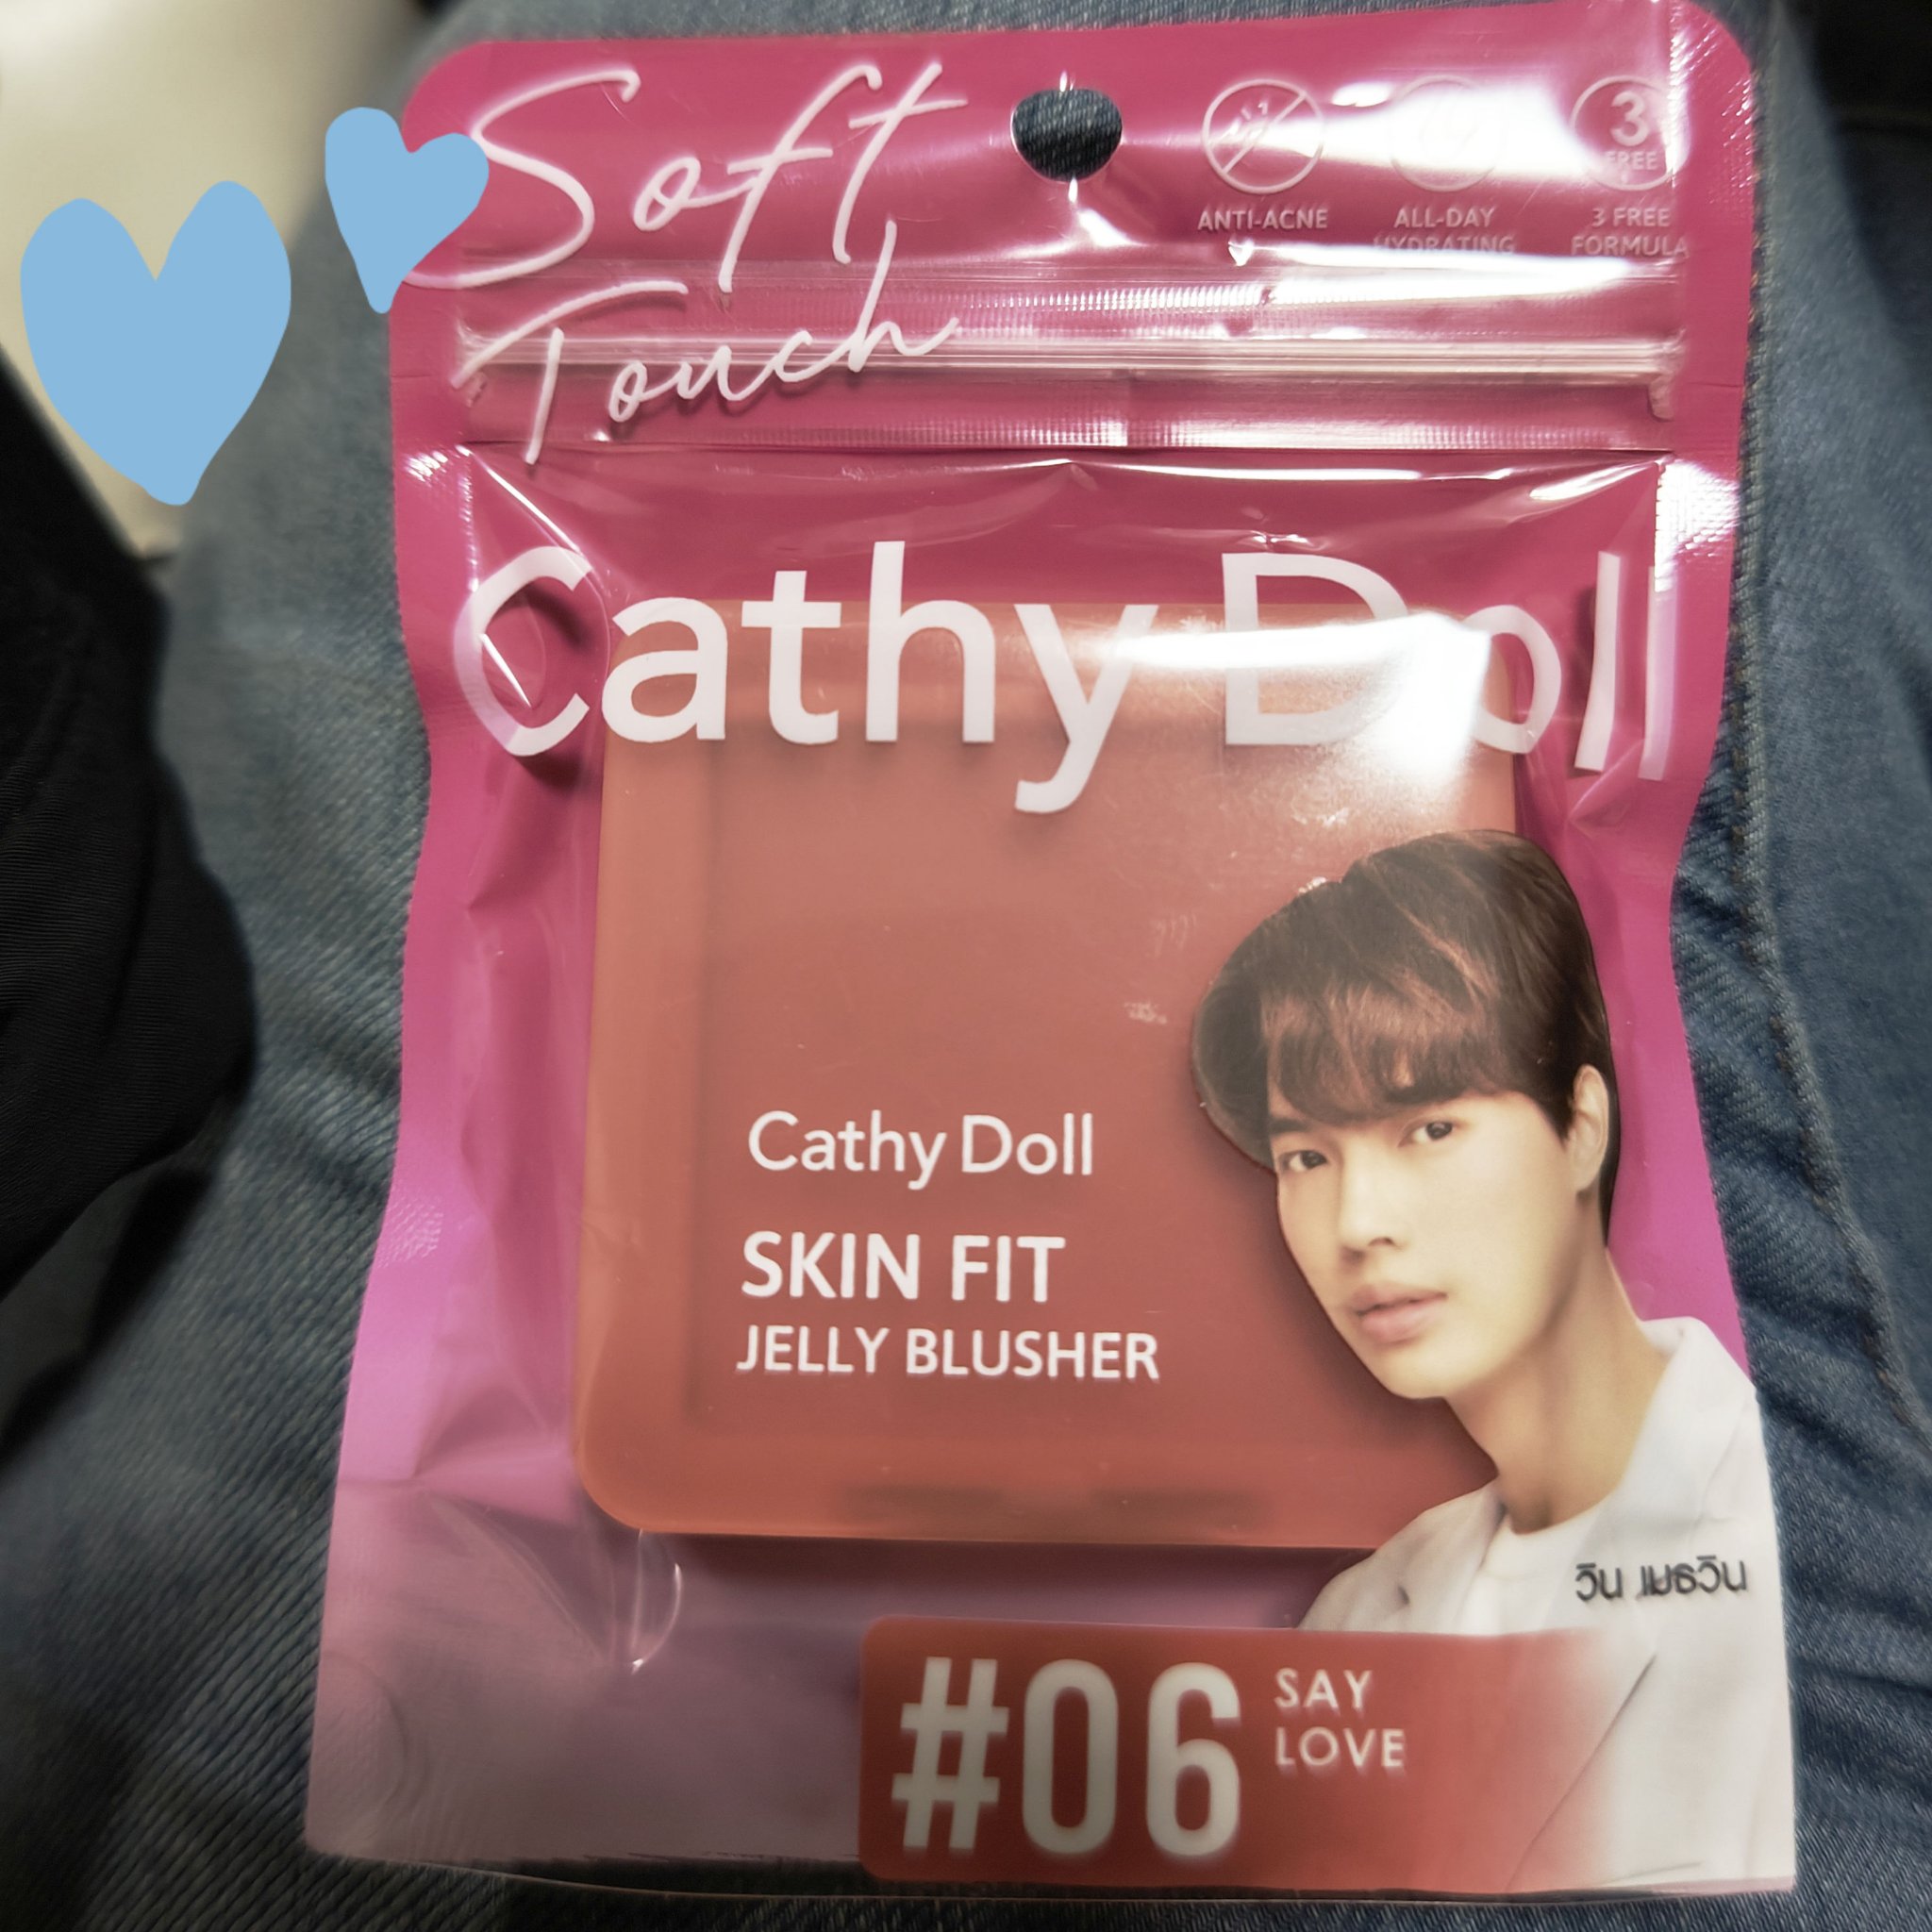 Soft
Touch
ANTI-ACNE
ALL-DAY
HYDRATING
3
FREE
3 FREE
FORMULA
Cathy Doll
Cathy Doll
SKIN FIT
JELLY BLUSHER
วิน เมธวิน
#06
SAY
LOVE